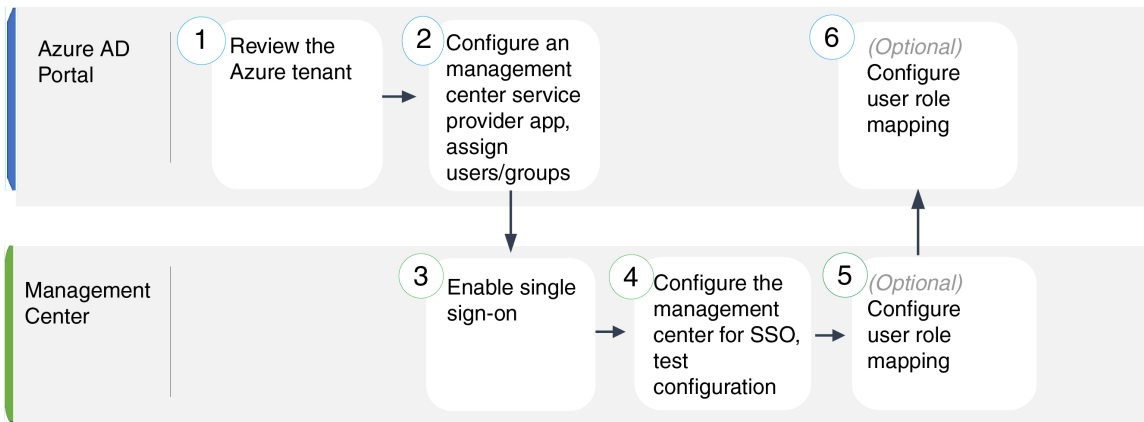 Azure AD
Portal
1
Review the
Azure tenant
2
Configure an
management
center service
provider app,
assign
users/groups
6
(Optional)
Configure
user role
mapping
Management
Center
3
Enable single
sign-on
4
Configure the
management
center for SSO,
test
configuration
5
(Optional)
Configure
user role
mapping